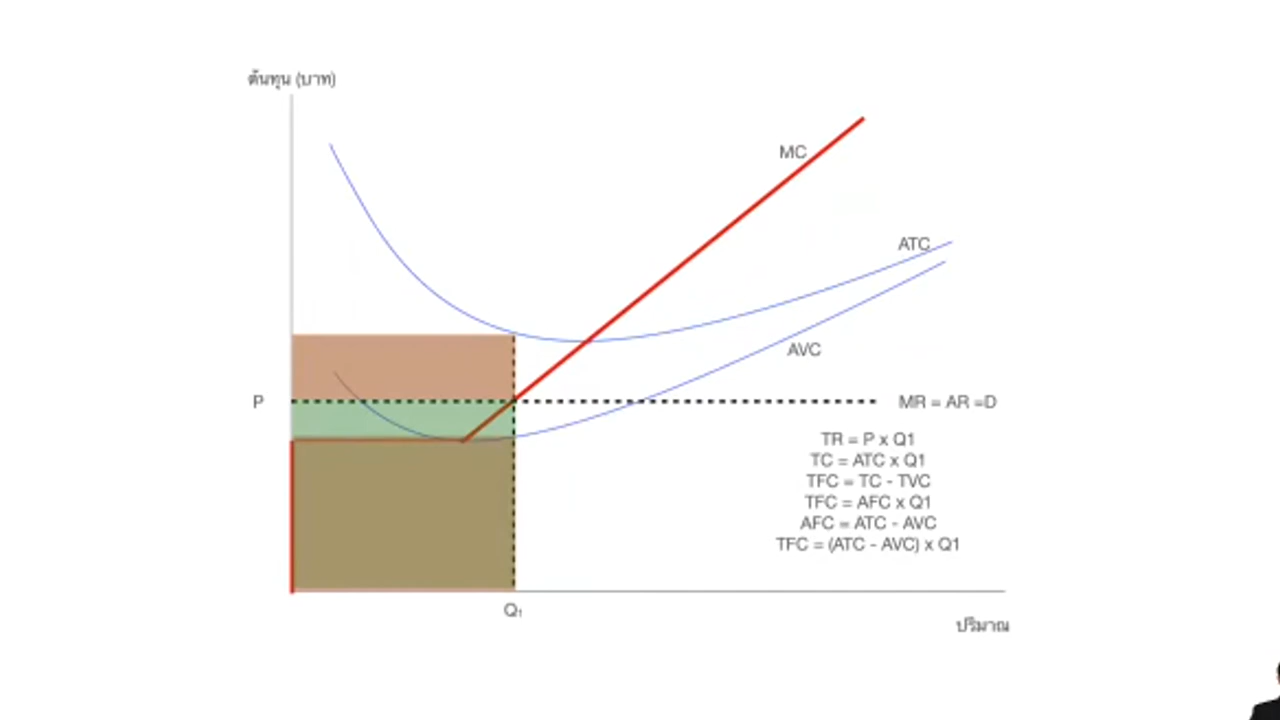 ต้นทุน (บาท)
MC
ATC
AVC
P
MR = AR =D
TR = P x Q1
TC = ATC x Q1
TFC = TC - TVC
TFC = AFC x Q1
AFC = ATC - AVC
TFC = (ATC - AVC) x Q1
Q₁
ปริมาณ